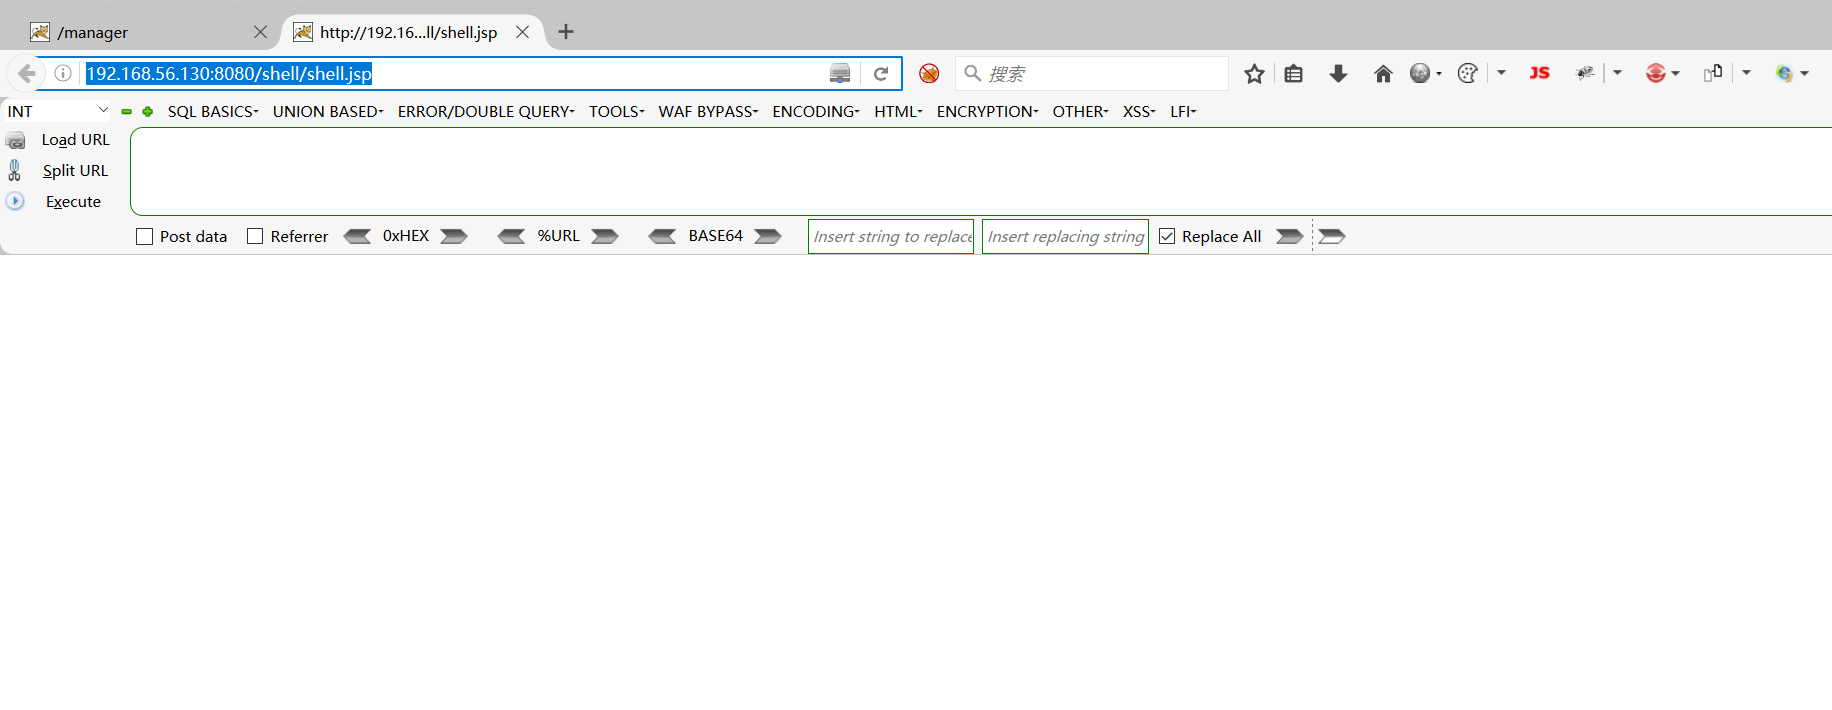 /manager http://192.16...ll/shell.jsp
192.168.56.130:8080/shell/shell.jsp 搜索 JS
INT SQL BASICS UNION BASED ERROR/DOUBLE QUERY TOOLS WAF BYPASS ENCODING HTML ENCRYPTION OTHER XSS LFI
Load URL
Split URL
Execute
Post data Referrer 0xHEX %URL BASE64 Insert string to replace Insert replacing string Replace All